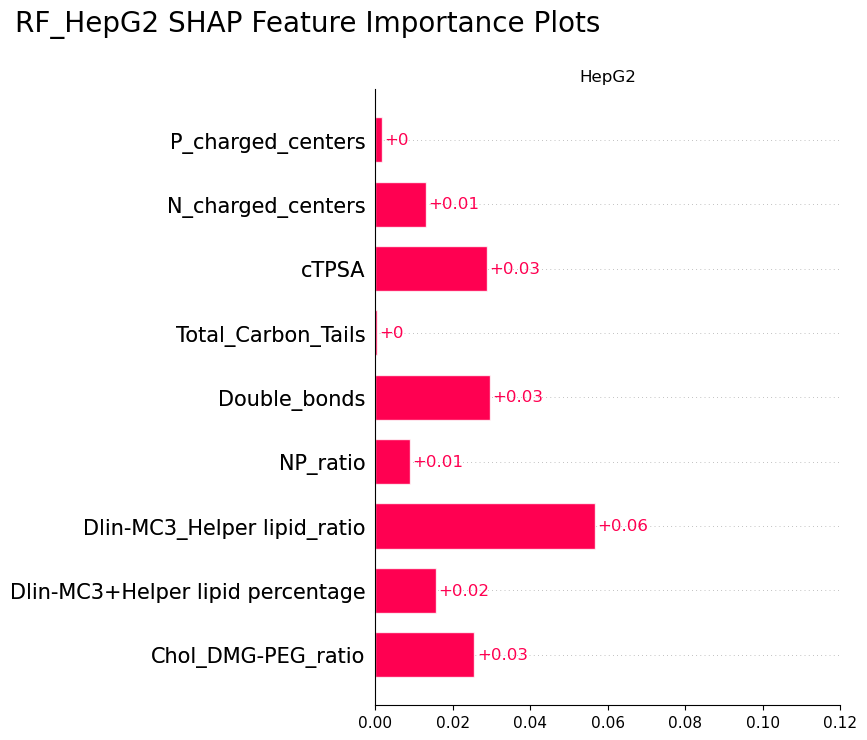 RF_HepG2 SHAP Feature Importance Plots
HepG2
P_charged_centers +0
N_charged_centers +0.01
cTPSA +0.03
Total_Carbon_Tails +0
Double_bonds +0.03
NP_ratio +0.01
Dlin-MC3_Helper lipid_ratio +0.06
Dlin-MC3+Helper lipid percentage +0.02
Chol_DMG-PEG_ratio +0.03
0.00 0.02 0.04 0.06 0.08 0.10 0.12